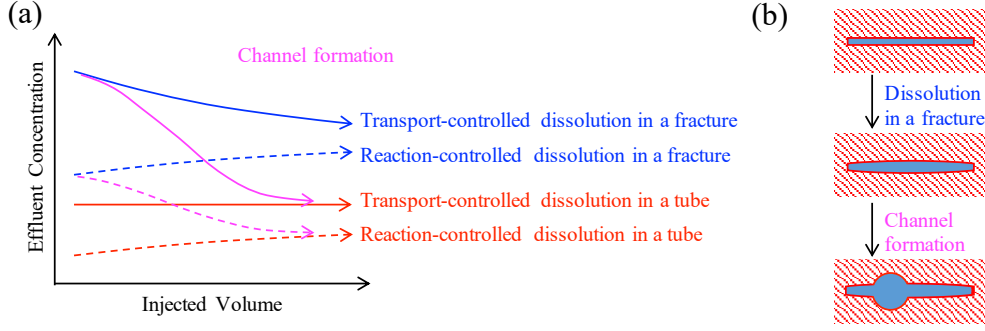 (a)
Channel formation
Effluent Concentration
Transport-controlled dissolution in a fracture
Reaction-controlled dissolution in a fracture
Transport-controlled dissolution in a tube
Reaction-controlled dissolution in a tube
Injected Volume
(b)
Dissolution
in a fracture
Channel
formation